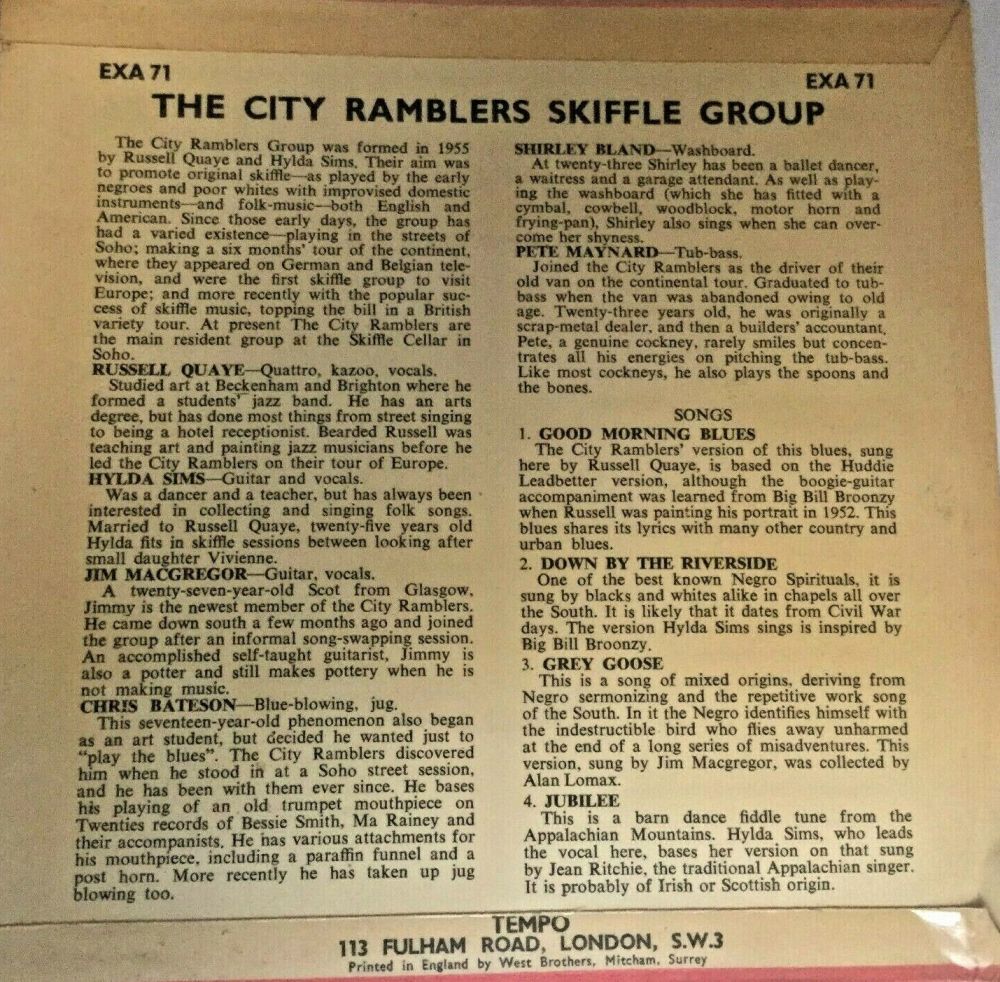 EXA 71
EXA 71
THE CITY RAMBLERS SKIFFLE GROUP
The City Ramblers Group was formed in 1955
by Russell Quaye and Hylda Sims. Their aim was
to promote original skiffle—as played by the early
negroes and poor whites with improvised domestic
instruments—and folk-music—both English and
American. Since those early days, the group has
had a varied existence—playing in the streets of
Soho; making a six months' tour of the continent,
where they appeared on German and Belgian tele-
vision, and were the first skiffle group to visit
Europe; and more recently with the popular suc-
cess of skiffle music, topping the bill in a British
variety tour. At present The City Ramblers are
the main resident group at the Skiffle Cellar in
Soho.
RUSSELL QUAYE—Quattro, kazoo, vocals.
Studied art at Beckenham and Brighton where he
formed a students' jazz band. He has an arts
degree, but has done most things from street singing
to being a hotel receptionist. Bearded Russell was
teaching art and painting jazz musicians before he
led the City Ramblers on their tour of Europe.
HYLDA SIMS—Guitar and vocals.
Was a dancer and a teacher, but has always been
interested in collecting and singing folk songs.
Married to Russell Quaye, twenty-five years old
Hylda fits in skiffle sessions between looking after
small daughter Vivienne.
JIM MACGREGOR—Guitar, vocals.
A twenty-seven-year-old Scot from Glasgow,
Jimmy is the newest member of the City Ramblers.
He came down south a few months ago and joined
the group after an informal song-swapping session.
An accomplished self-taught guitarist, Jimmy is
also a potter and still makes pottery when he is
not making music.
CHRIS BATESON—Blue-blowing, jug.
This seventeen-year-old phenomenon also began
as an art student, but decided he wanted just to
"play the blues". The City Ramblers discovered
him when he stood in at a Soho street session,
and he has been with them ever since. He bases
his playing of an old trumpet mouthpiece on
Twenties records of Bessie Smith, Ma Rainey and
their accompanists. He has various attachments for
his mouthpiece, including a paraffin funnel and a
post horn. More recently he has taken up jug
blowing too.
SHIRLEY BLAND—Washboard.
At twenty-three Shirley has been a ballet dancer,
a waitress and a garage attendant. As well as play-
ing the washboard (which she has fitted with a
cymbal, cowbell, woodblock, motor horn and
frying-pan), Shirley also sings when she can over-
come her shyness.
PETE MAYNARD—Tub-bass.
Joined the City Ramblers as the driver of their
old van on the continental tour. Graduated to tub-
bass when the van was abandoned owing to old
age. Twenty-three years old, he was originally a
scrap-metal dealer, and then a builders' accountant.
Pete, a genuine cockney, rarely smiles but concen-
trates all his energies on pitching the tub-bass.
Like most cockneys, he also plays the spoons and
the bones.
SONGS
1. GOOD MORNING BLUES
The City Ramblers' version of this blues, sung
here by Russell Quaye, is based on the Huddie
Leadbetter version, although the boogie-guitar
accompaniment was learned from Big Bill Broonzy
when Russell was painting his portrait in 1952. This
blues shares its lyrics with many other country and
urban blues.
2. DOWN BY THE RIVERSIDE
One of the best known Negro Spirituals, it is
sung by blacks and whites alike in chapels all over
the South. It is likely that it dates from Civil War
days. The version Hylda Sims sings is inspired by
Big Bill Broonzy.
3. GREY GOOSE
This is a song of mixed origins, deriving from
Negro sermonizing and the repetitive work song
of the South. In it the Negro identifies himself with
the indestructible bird who flies away unharmed
at the end of a long series of misadventures. This
version, sung by Jim Macgregor, was collected by
Alan Lomax.
4. JUBILEE
This is a barn dance fiddle tune from the
Appalachian Mountains. Hylda Sims, who leads
the vocal here, bases her version on that sung
by Jean Ritchie, the traditional Appalachian singer.
It is probably of Irish or Scottish origin.
TEMPO
113 FULHAM ROAD, LONDON, S.W.3
Printed in England by West Brothers, Mitcham, Surrey